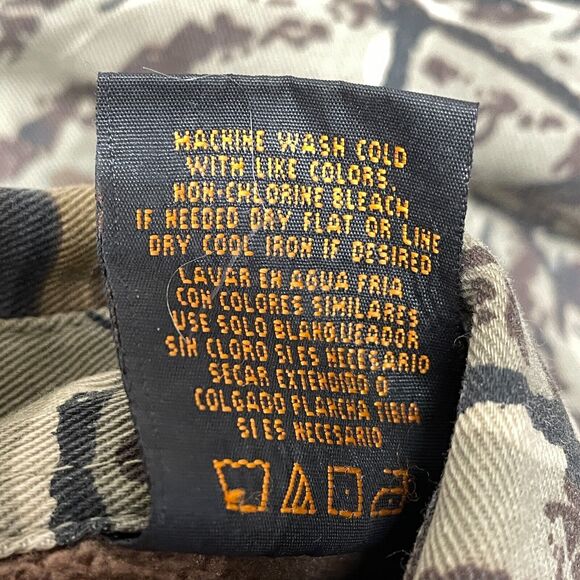 MACHINE WASH COLD
WITH LIKE COLORS.
NON-CHLORINE BLEACH
IF NEEDED DRY FLAT OR LINE
DRY COOL IRON IF DESIRED
LAVAR EN AGUA FRIA
CON COLORES SIMILARES
USE SOLO BLANQUEADOR
SIN CLORO SI ES NECESARIO
SECAR EXTENDIDO O
COLGADO PLANCHA TIBIA
SI ES NECESARIO